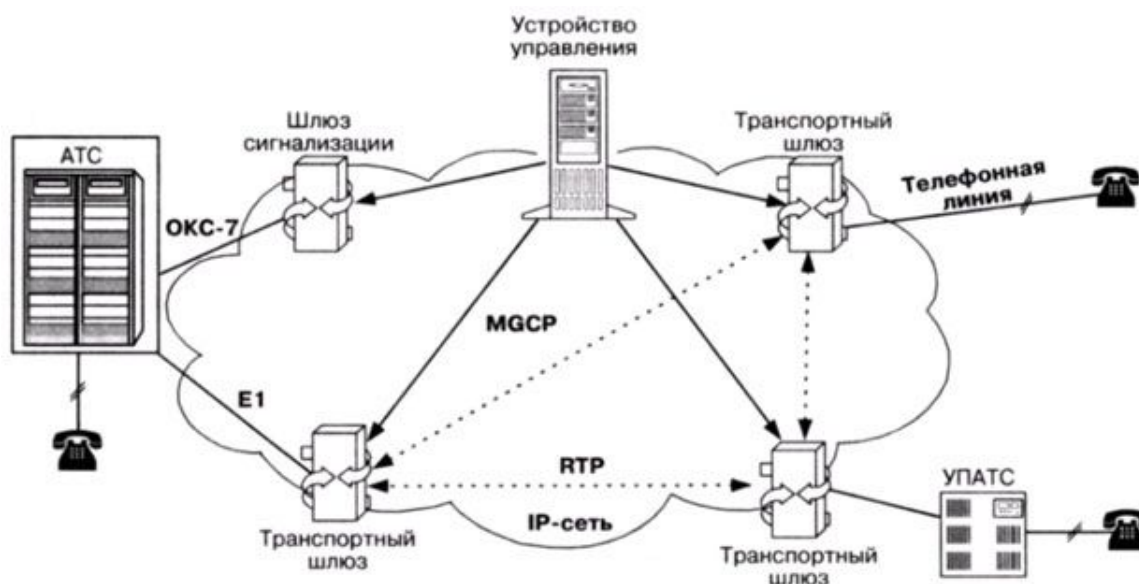 Устройство
управления
Шлюз
сигнализации
Транспортный
шлюз
АТС
Телефонная
линия
ОКС-7
MGCP
E1
RTP
УПАТС
IP-сеть
Транспортный
шлюз
Транспортный
шлюз